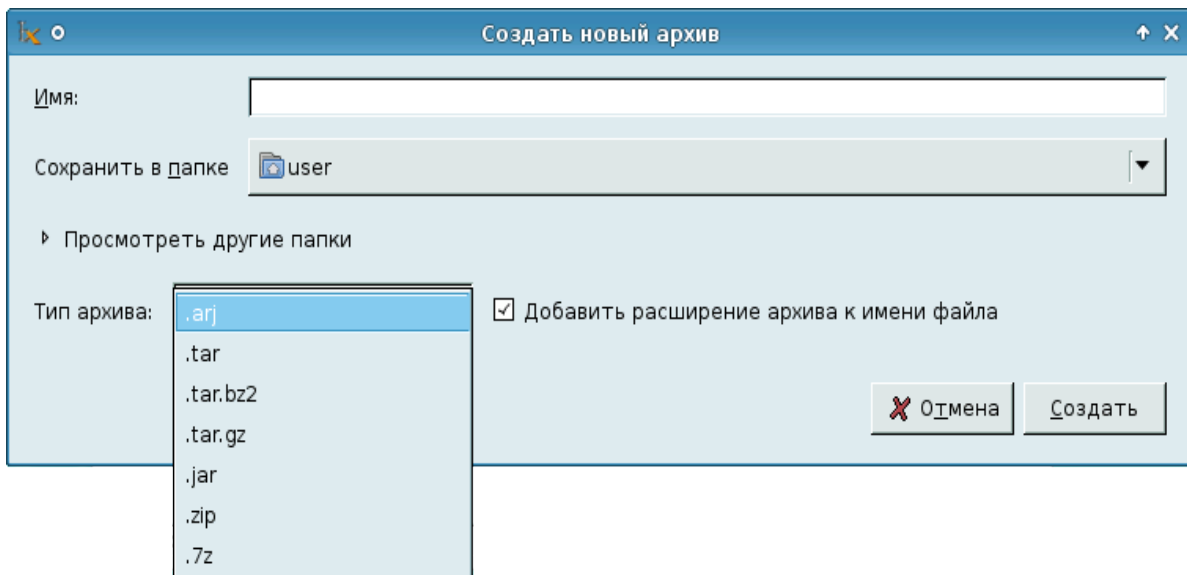 Создать новый архив
Имя:
Сохранить в папке user
Просмотреть другие папки
Тип архива: .arj Добавить расширение архива к имени файла
.tar
.tar.bz2
.tar.gz
.jar
.zip
.7z
Отмена Создать